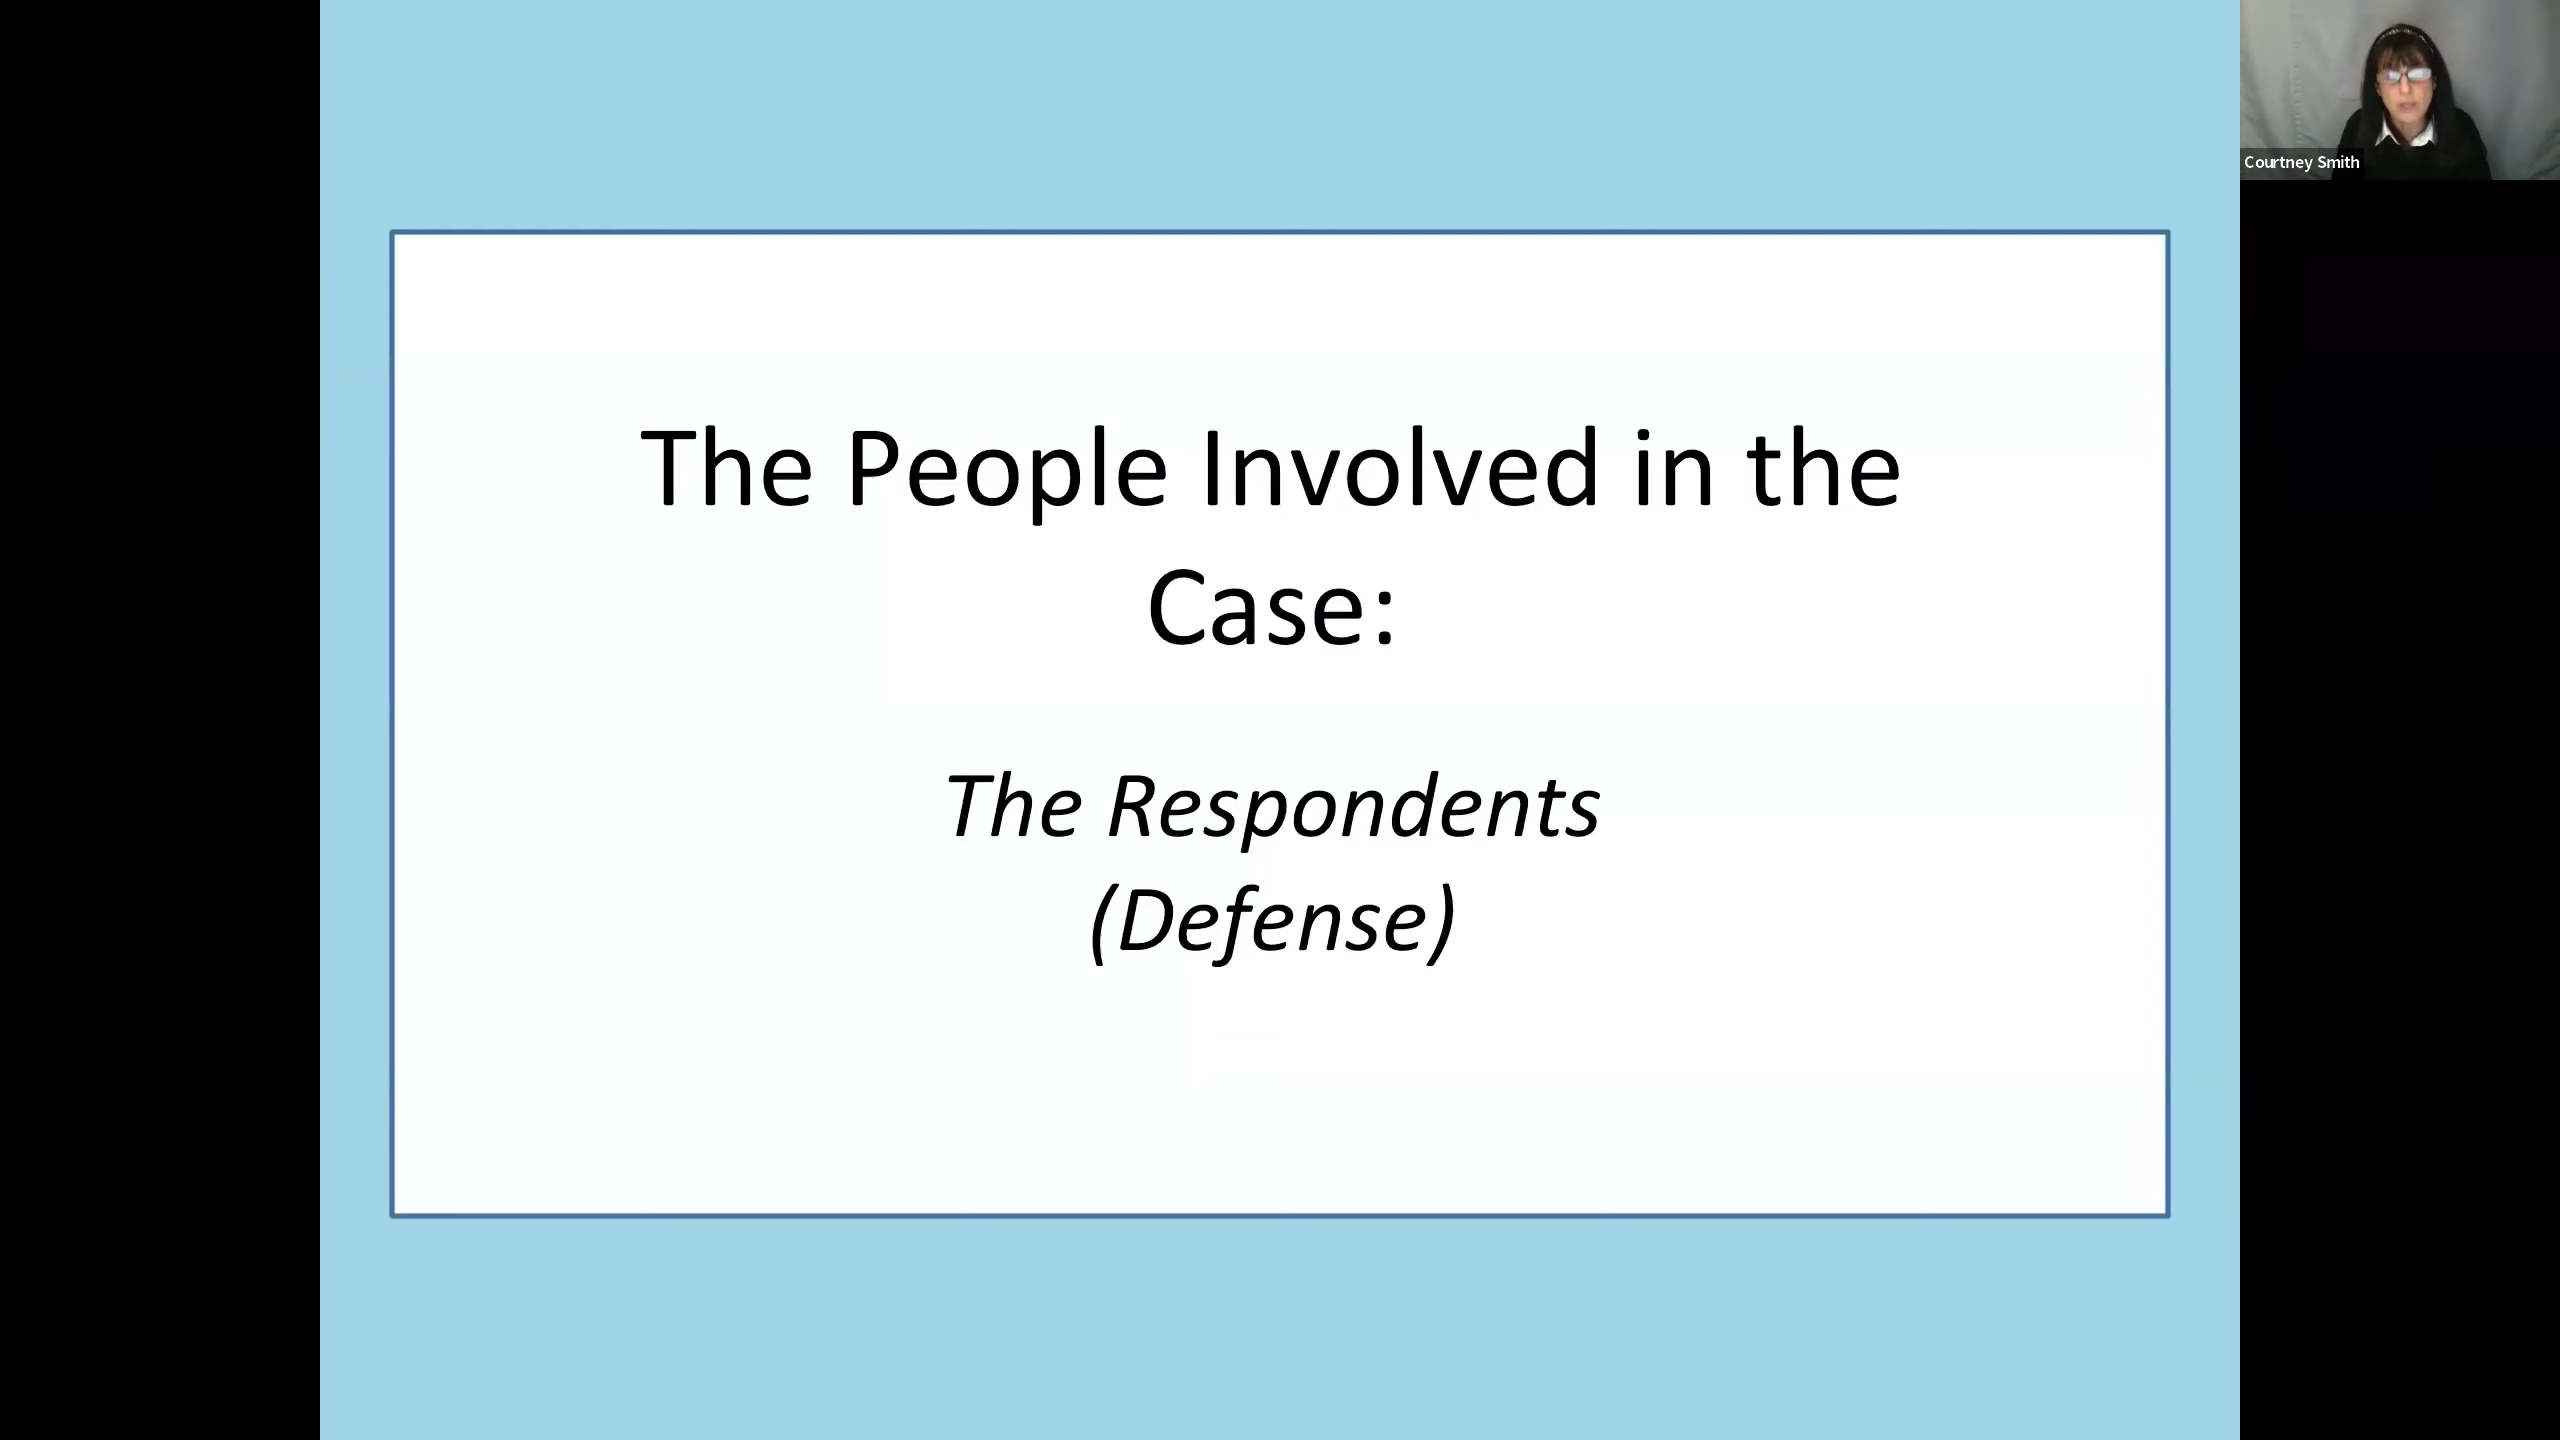 The People Involved in the
Case:
The Respondents
(Defense)
Courtney Smith